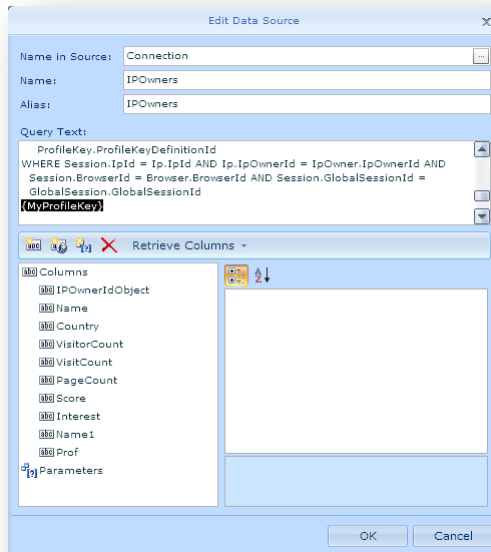 Edit Data Source
X
Name in Source: Connection ...
Name: IPOwners
Alias: IPOwners
Query Text:
ProfileKey.ProfileKeyDefinitionId
WHERE Session.IpId = Ip.IpId AND Ip.IpOwnerId = IpOwner.IpOwnerId AND
Session.BrowserId = Browser.BrowserId AND Session.GlobalSessionId =
GlobalSession.GlobalSessionId
{MyProfileKey}
Retrieve Columns
Columns
IPOwnerIdObject
Name
Country
VisitorCount
VisitCount
PageCount
Score
Interest
Name1
Prof
Parameters
OK Cancel